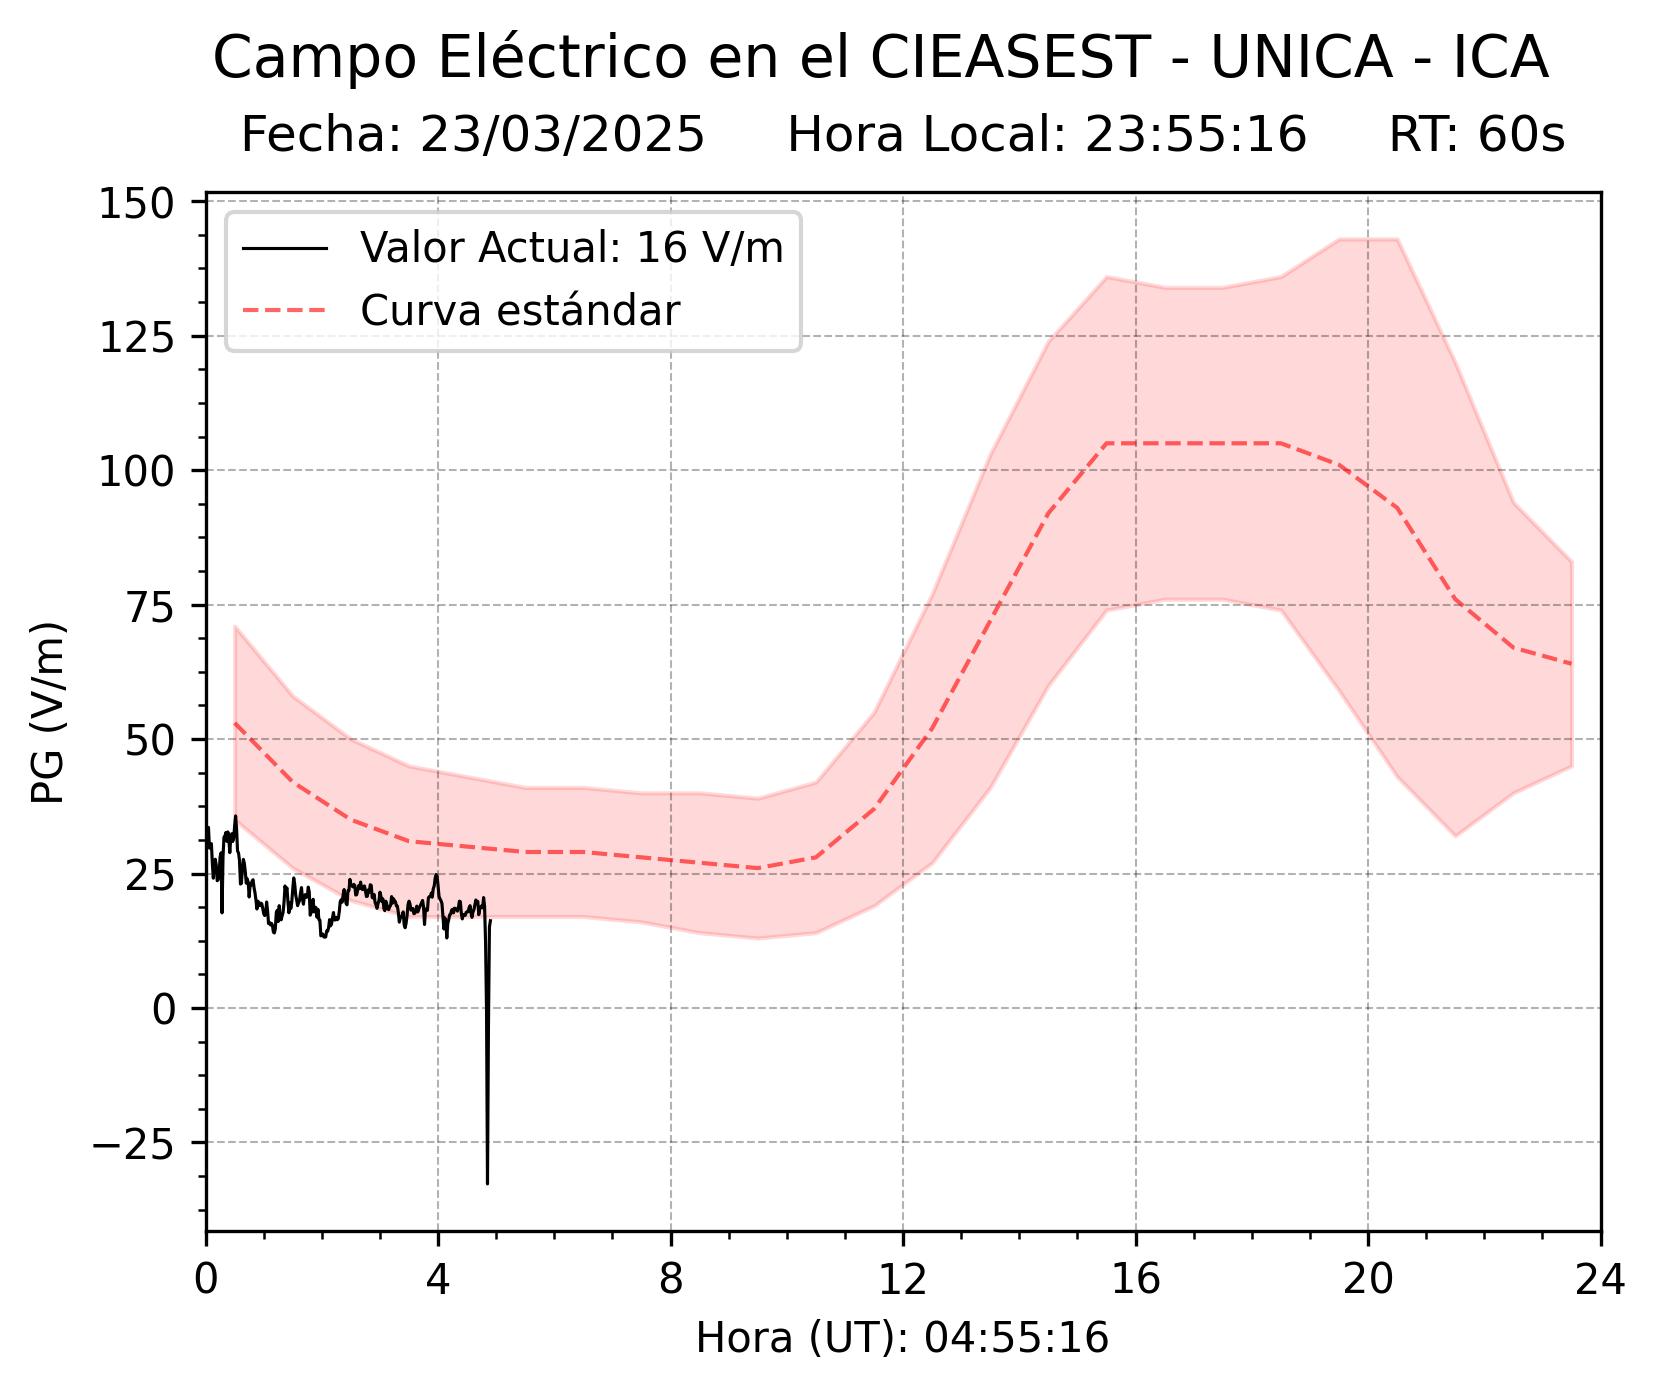 Campo Eléctrico en el CIEASEST - UNICA - ICA
Fecha: 23/03/2025 Hora Local: 23:55:16 RT: 60s
Valor Actual: 16 V/m
Curva estándar
PG (V/m)
150
125
100
75
50
25
0
−25
0 4 8 12 16 20 24
Hora (UT): 04:55:16